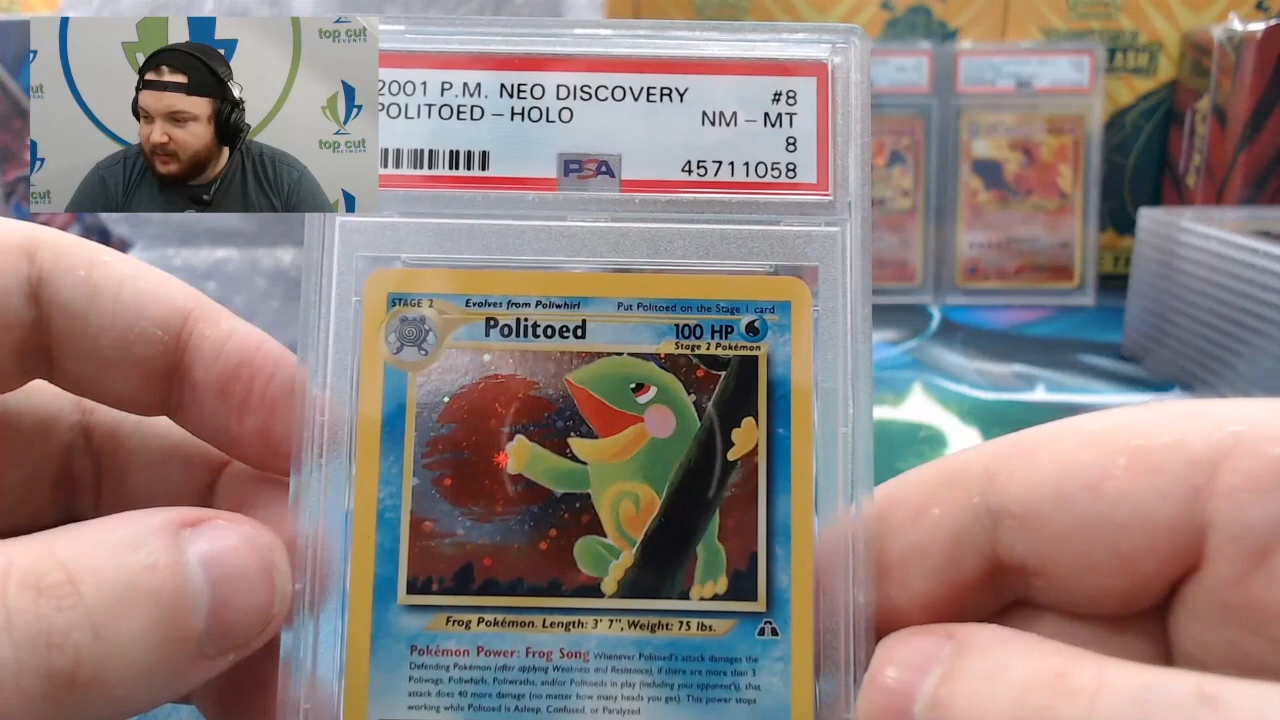 top cut
EVENTS
cut
top cut
NETWORK
cut
2001 P.M. NEO DISCOVERY #8
POLITOED - HOLO NM - MT
8
PSA 45711058
STAGE 2 Evolves from Poliwhirl Put Politoed on the Stage 1 card
Politoed 100 HP
Stage 2 Pokémon
Frog Pokémon. Length: 3' 7", Weight: 75 lbs.
Pokémon Power: Frog Song Whenever Politoed's attack damages the
Defending Pokémon (after applying Weakness and Resistance), if there are more than 3
Poliwags, Poliwhirls, Poliwraths, and/or Politoeds in play (including your opponent's), that
attack does 40 more damage (no matter how many heads you get). This power stops
working while Politoed is Asleep, Confused, or Paralyzed.